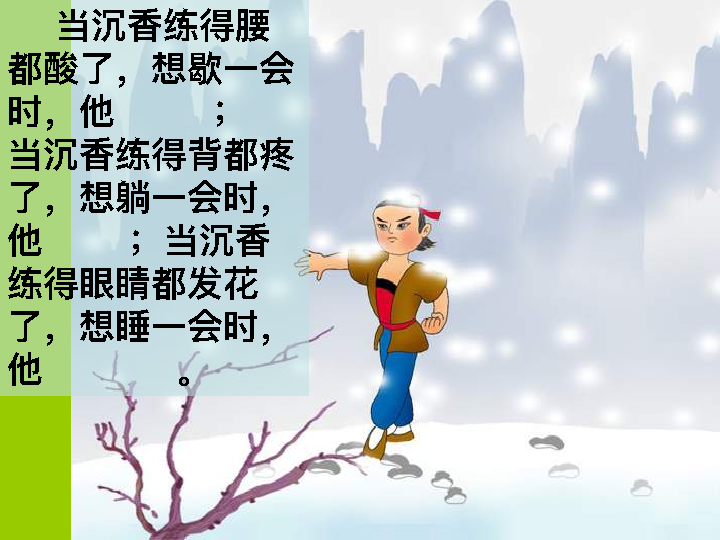 当沉香练得腰
都酸了，想歇一会
时，他　　　；
当沉香练得背都疼
了，想躺一会时，
他　　　；当沉香
练得眼睛都发花
了，想睡一会时，
他　　　　。